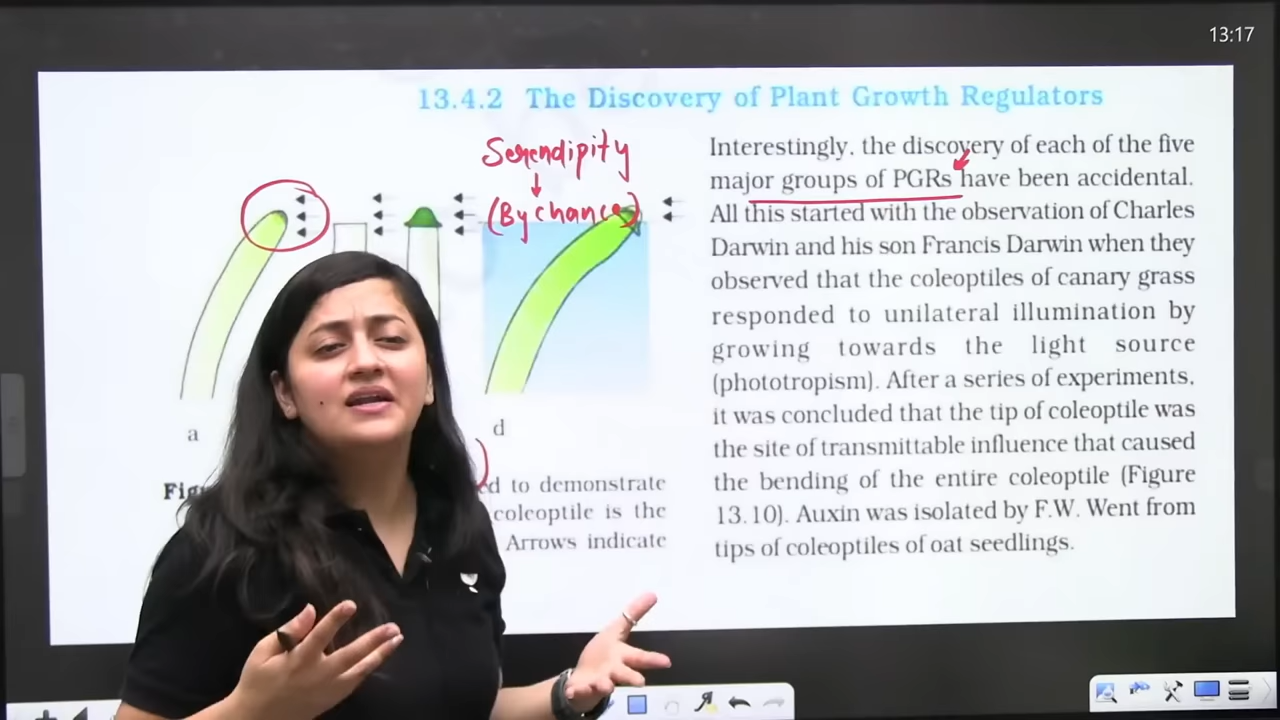 13:17
13.4.2 The Discovery of Plant Growth Regulators
Serendipity
(By chance)
a
d
to demonstrate
coleoptile is the
Arrows indicate
Interestingly, the discovery of each of the five
major groups of PGRs have been accidental.
All this started with the observation of Charles
Darwin and his son Francis Darwin when they
observed that the coleoptiles of canary grass
responded to unilateral illumination by
growing towards the light source
(phototropism). After a series of experiments,
it was concluded that the tip of coleoptile was
the site of transmittable influence that caused
the bending of the entire coleoptile (Figure
13.10). Auxin was isolated by F.W. Went from
tips of coleoptiles of oat seedlings.